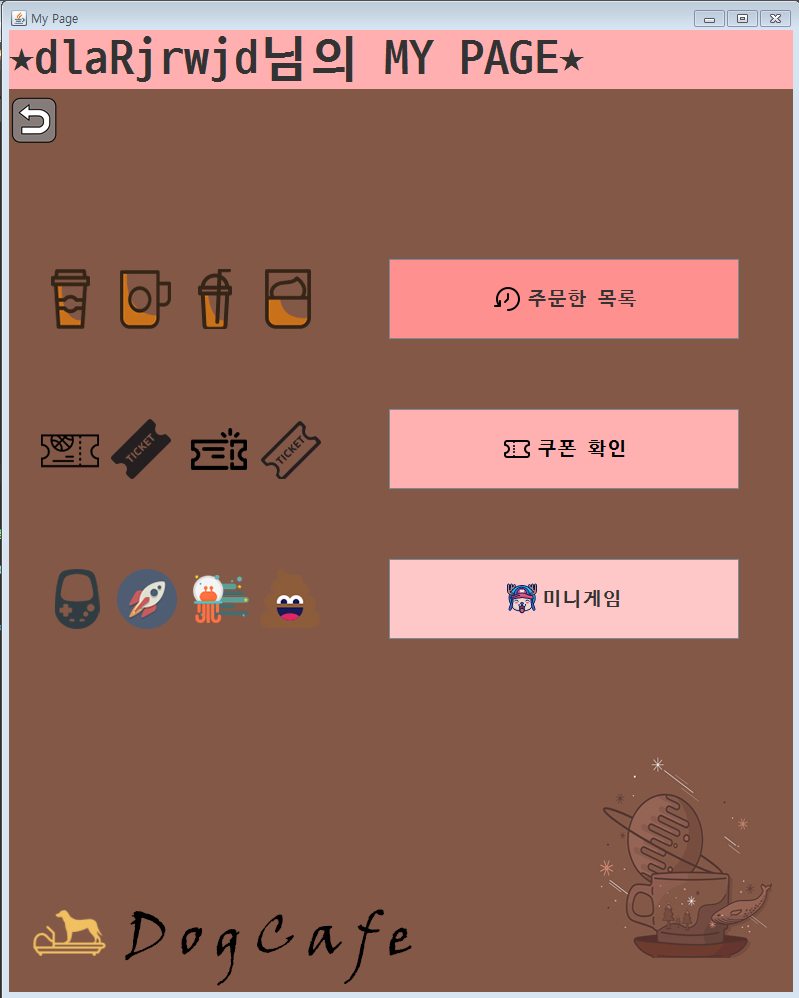 My Page
★dlaRjrwjd님의 MY PAGE★
주문한 목록
TICKET TICKET
쿠폰 확인
미니게임
DogCafe